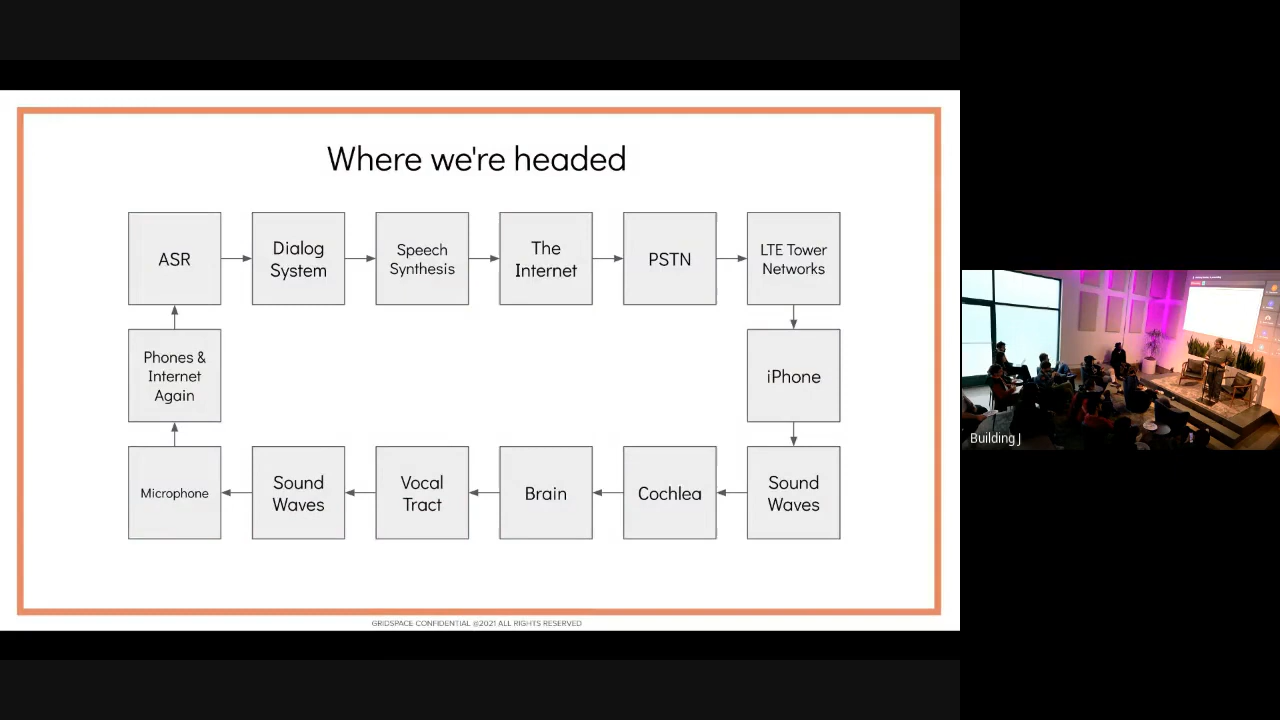 Where we're headed
ASR
Dialog
System
Speech
Synthesis
The
Internet
PSTN
LTE Tower
Networks
Phones &
Internet
Again
iPhone
Microphone
Sound
Waves
Vocal
Tract
Brain
Cochlea
Sound
Waves
GRIDSPACE CONFIDENTIAL @2021 ALL RIGHTS RESERVED
Building J